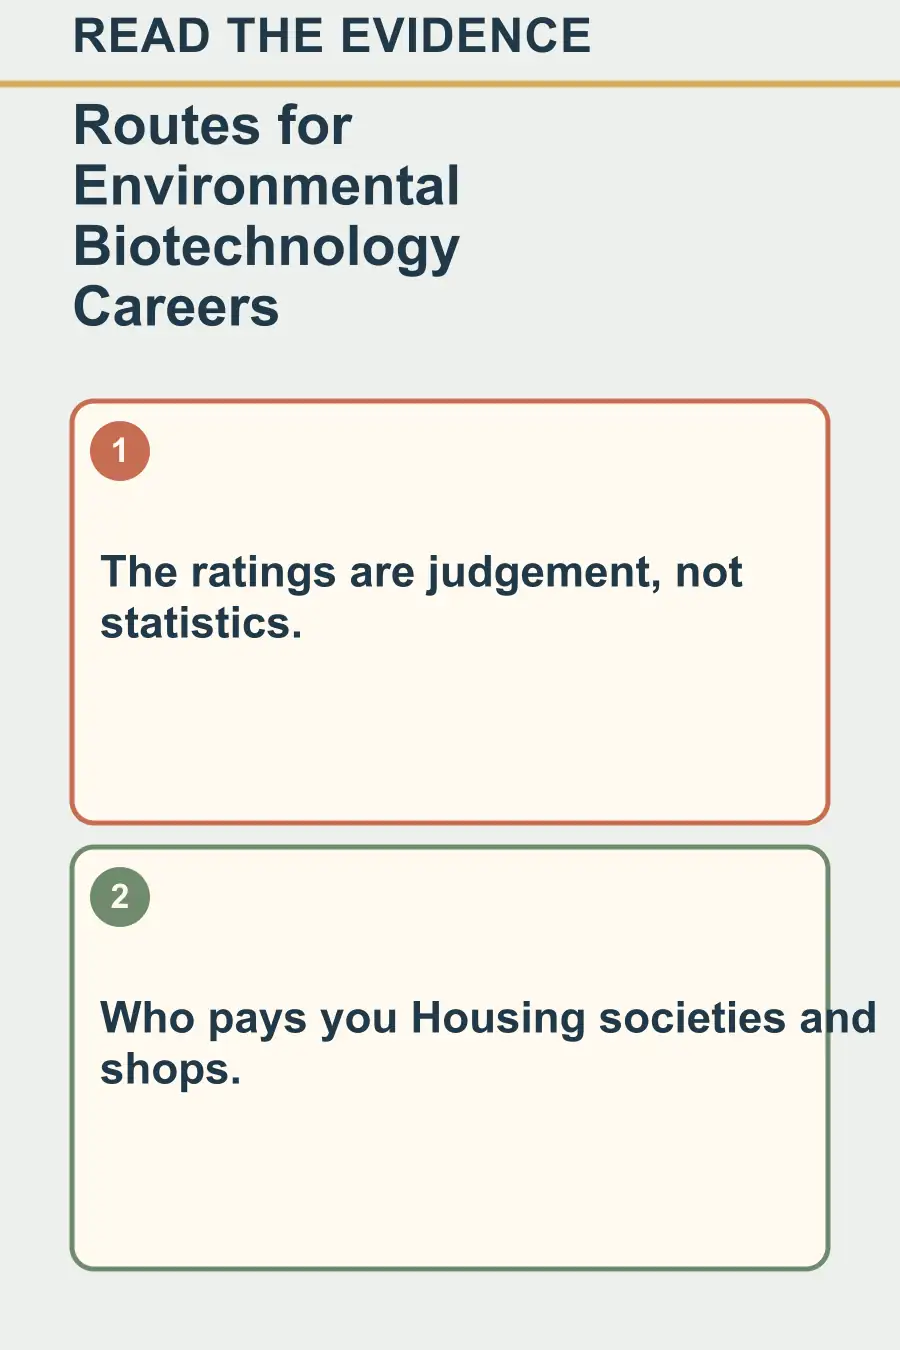 READ THE EVIDENCE
Routes for
Environmental
Biotechnology
Careers
1
The ratings are judgement, not
statistics.
2
Who pays you Housing societies and
shops.